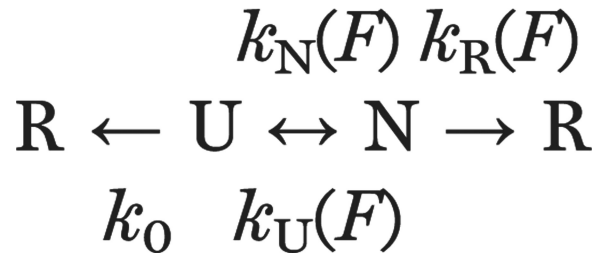 k_N(F) k_R(F)
R ← U ↔ N → R
k_0 k_U(F)